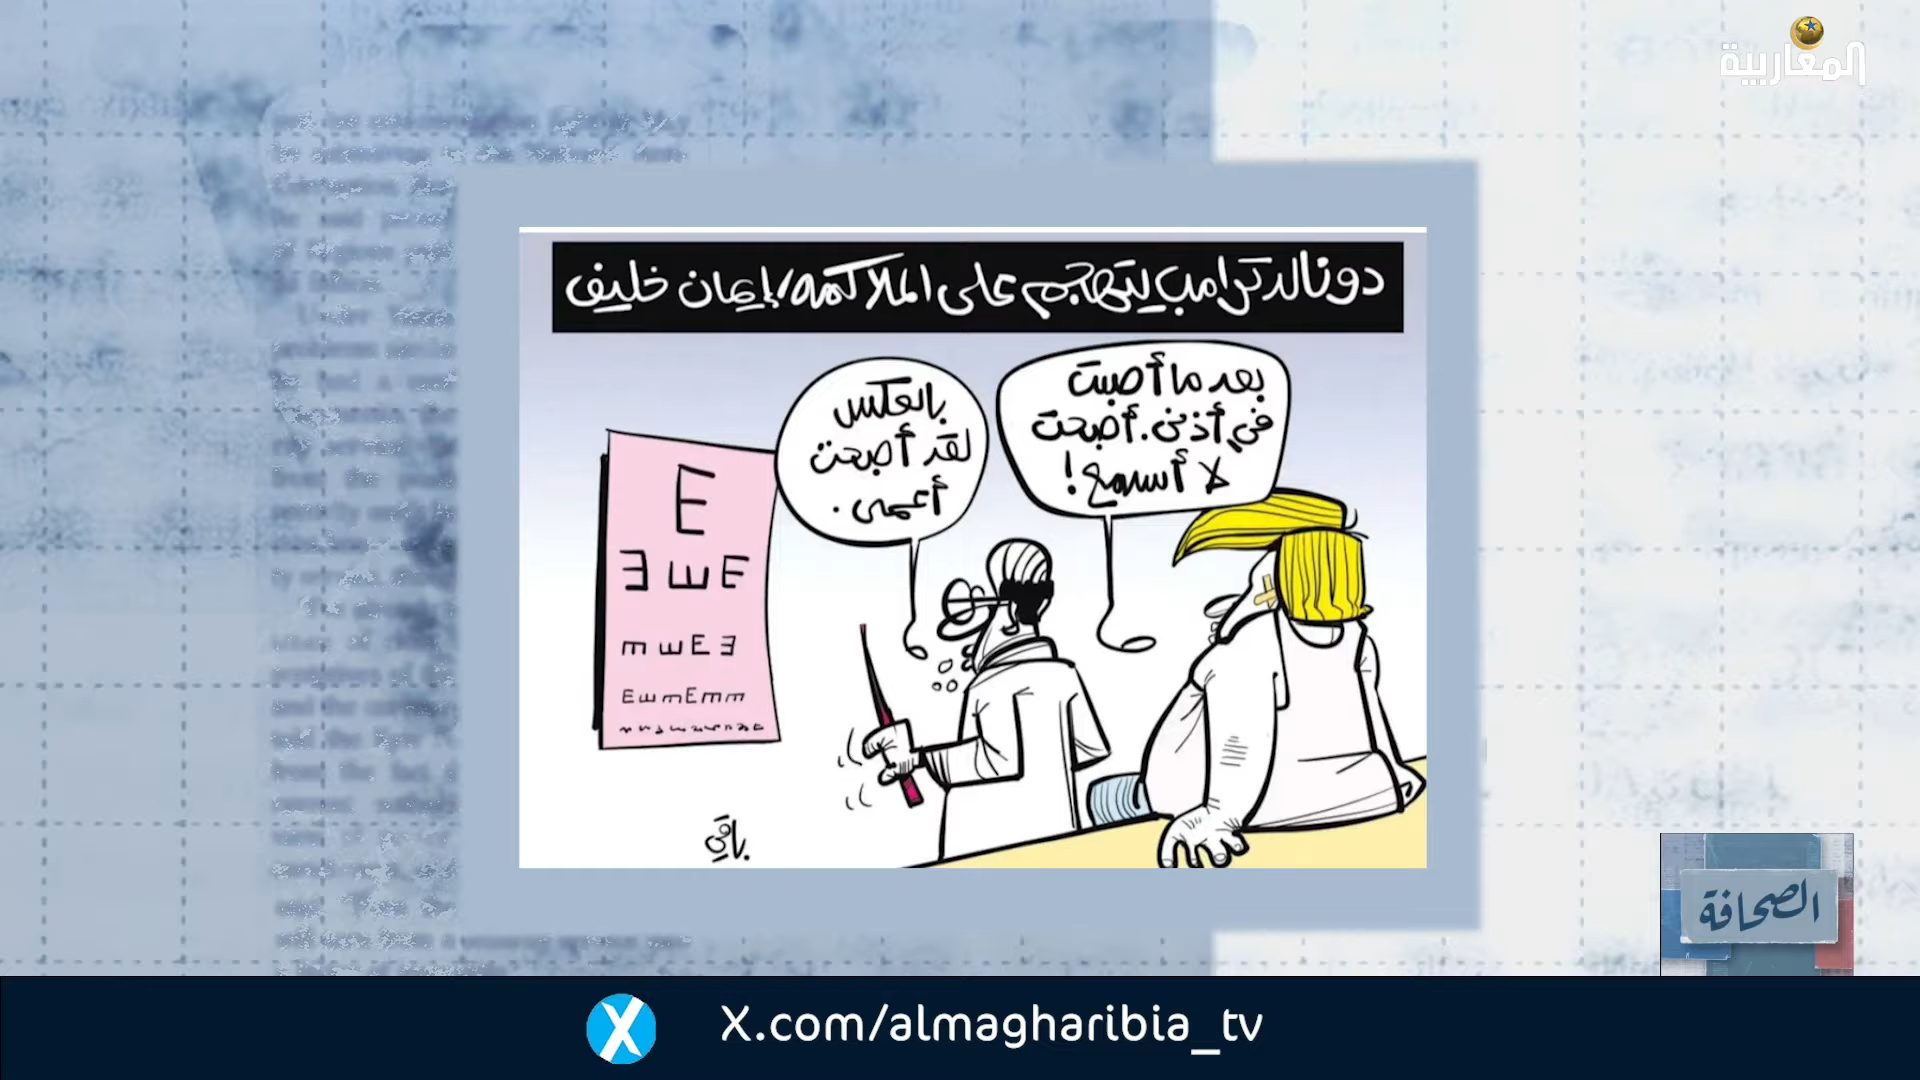 المغاربية
دونالد ترامب يتهجم على الملاكمه/إيمان خليف
بعد ما أصبت
في أذني. أصبحت
لا أسمع!
بالعكس
لقد أصبحت
أعمى.
E
E E E
E E E E
E E E E E E
باقي
الصحافة
X.com/almagharibia_tv